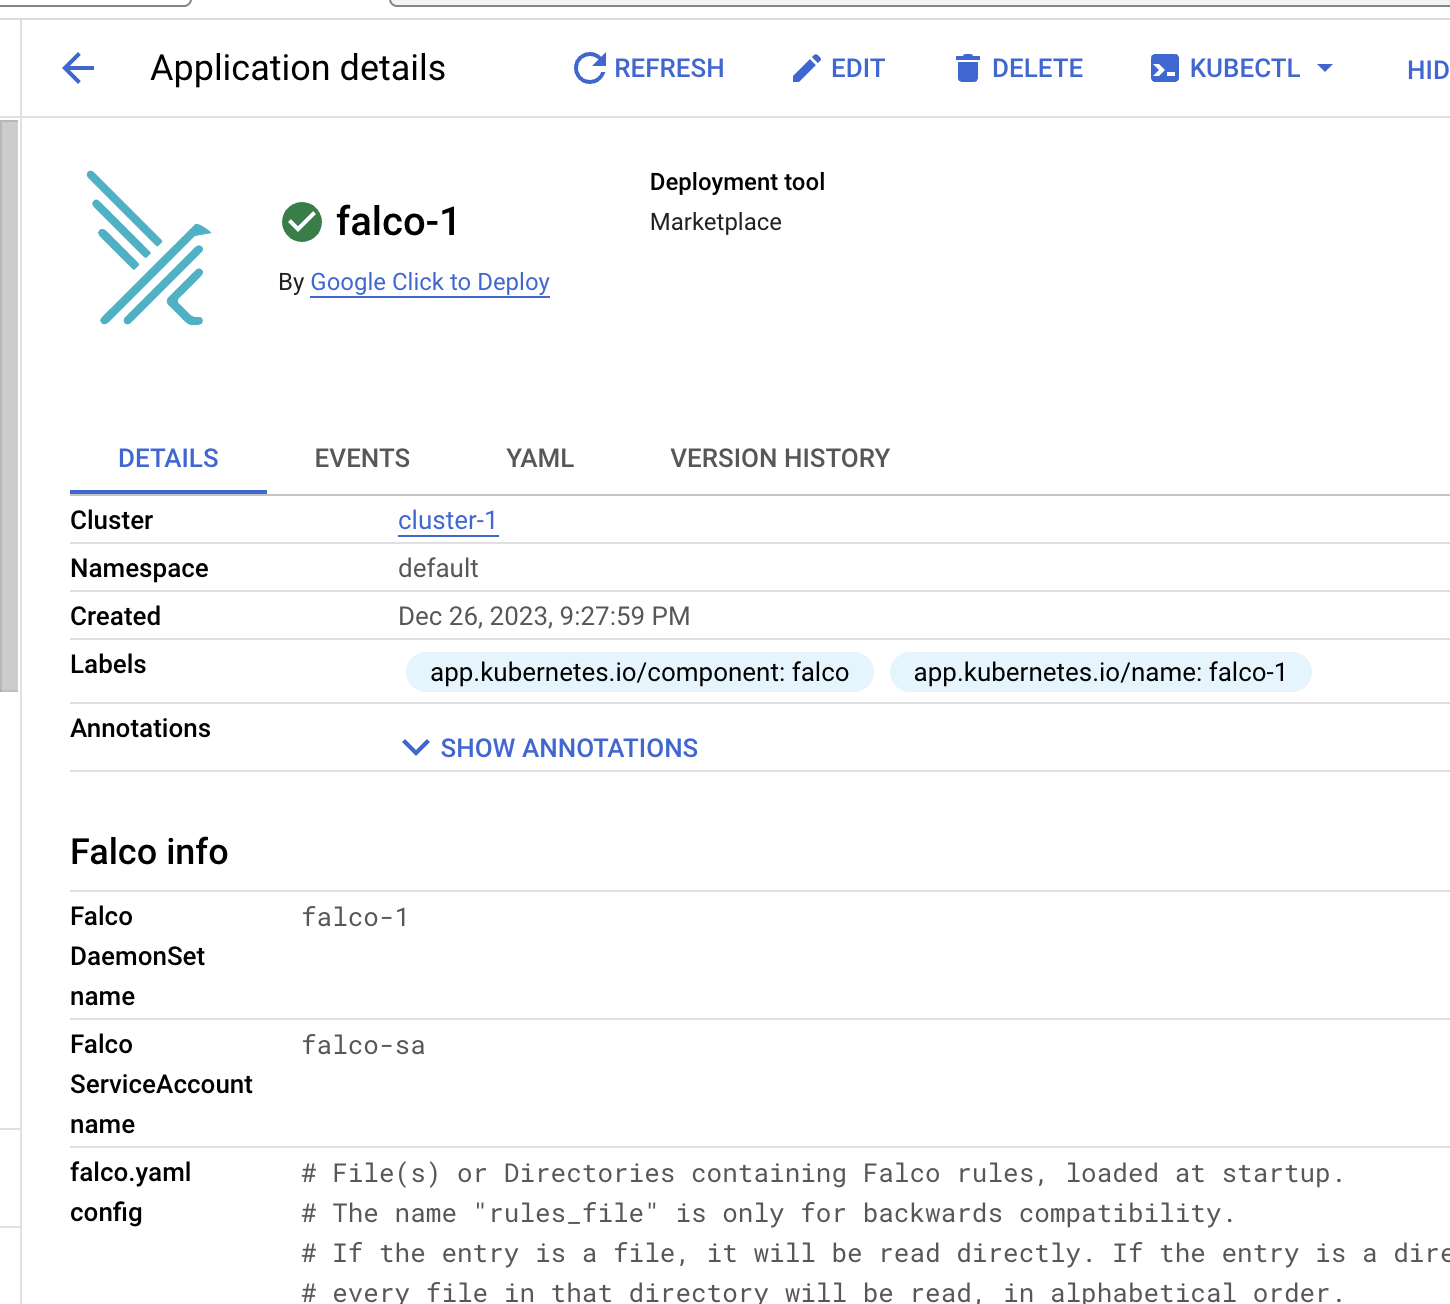 Application details
REFRESH
EDIT
DELETE
KUBECTL
HID
falco-1
By Google Click to Deploy
Deployment tool
Marketplace
DETAILS
EVENTS
YAML
VERSION HISTORY
Cluster cluster-1
Namespace default
Created Dec 26, 2023, 9:27:59 PM
Labels app.kubernetes.io/component: falco app.kubernetes.io/name: falco-1
Annotations
SHOW ANNOTATIONS
Falco info
Falco DaemonSet name falco-1
Falco ServiceAccount name falco-sa
falco.yaml config
# File(s) or Directories containing Falco rules, loaded at startup.
# The name "rules_file" is only for backwards compatibility.
# If the entry is a file, it will be read directly. If the entry is a dire
# every file in that directory will be read, in alphabetical order.